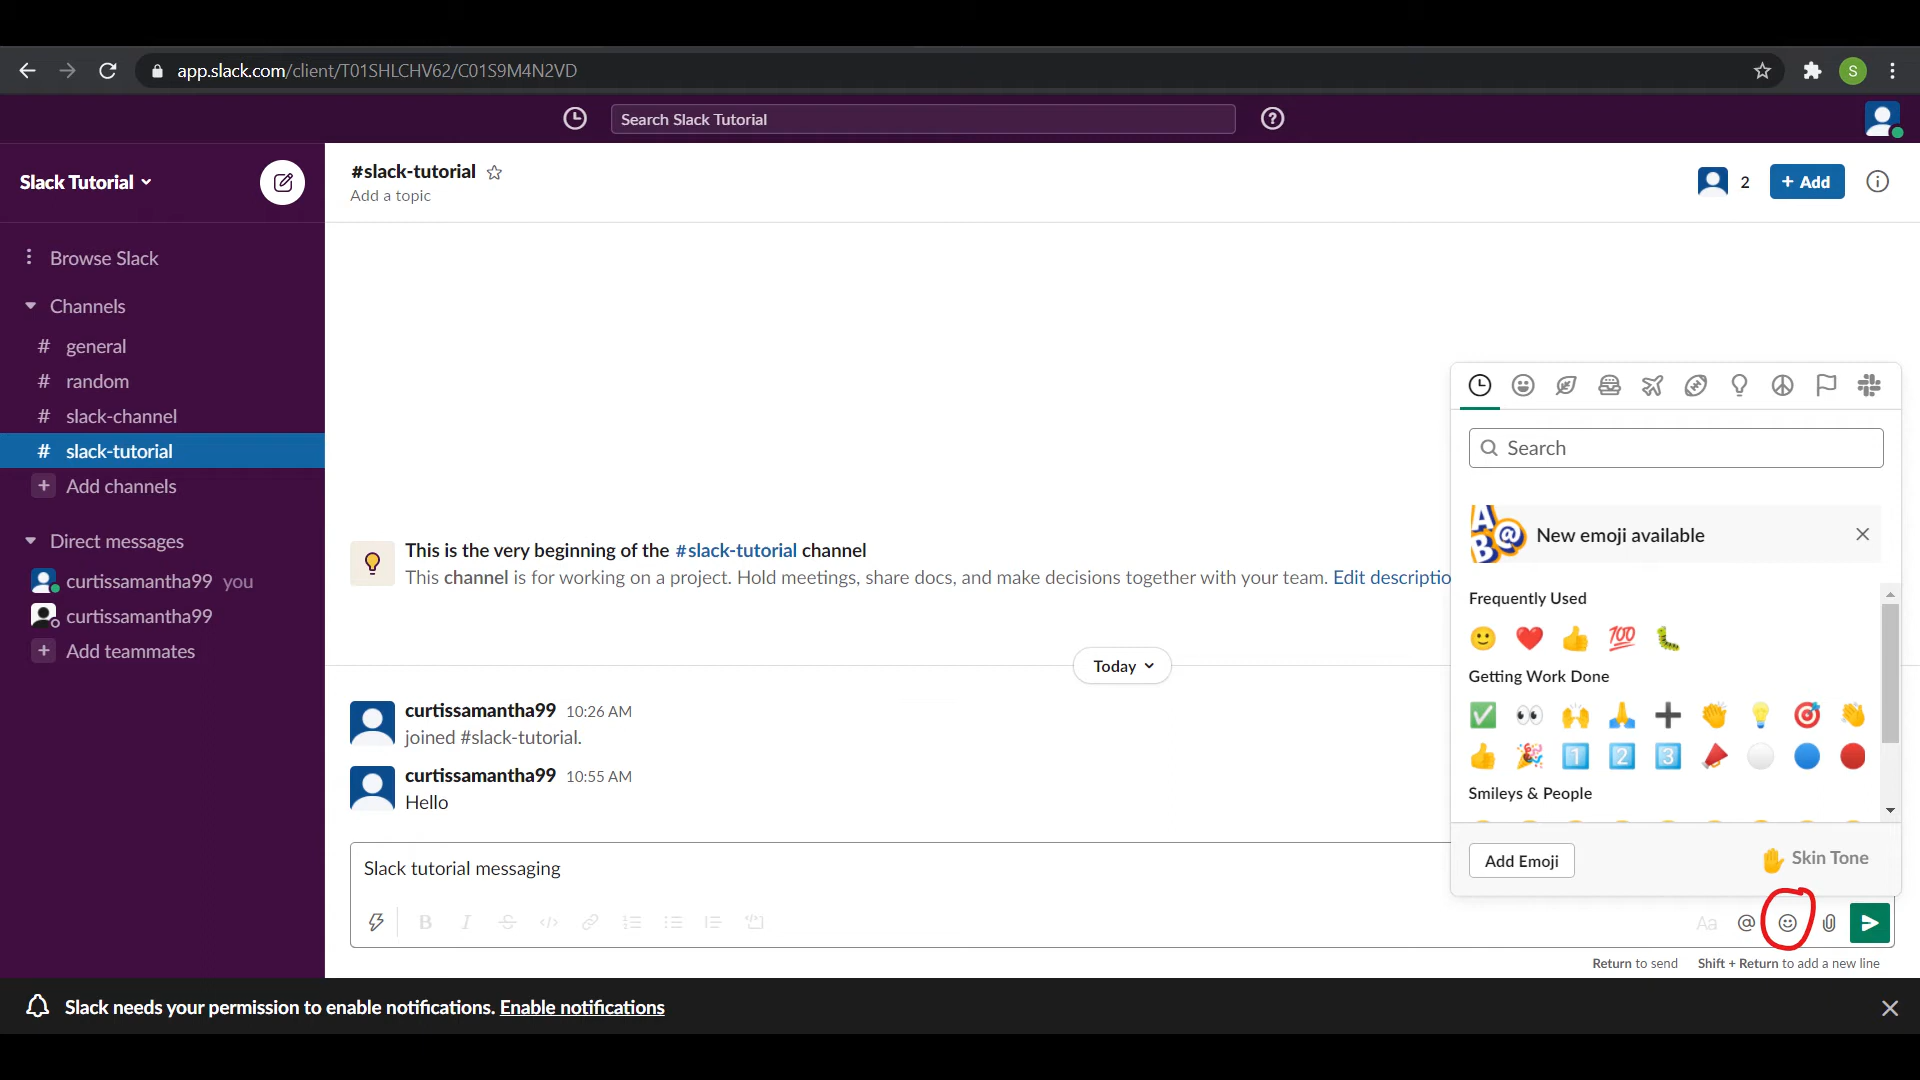 app.slack.com/client/T01SHLCHV62/C01S9M4N2VD
S
Search Slack Tutorial
Slack Tutorial
Browse Slack
Channels
# general
# random
# slack-channel
# slack-tutorial
+ Add channels
Direct messages
curtissamantha99 you
curtissamantha99
+ Add teammates
#slack-tutorial
Add a topic
2
+ Add
This is the very beginning of the #slack-tutorial channel
This channel is for working on a project. Hold meetings, share docs, and make decisions together with your team. Edit descriptio
Today
curtissamantha99 10:26 AM
joined #slack-tutorial.
curtissamantha99 10:55 AM
Hello
Slack tutorial messaging
B I S </>
Aa @
Return to send Shift + Return to add a new line
Search
A B @
New emoji available
Frequently Used
100
Getting Work Done
1 2 3
Smileys & People
Add Emoji
Skin Tone
Slack needs your permission to enable notifications. Enable notifications